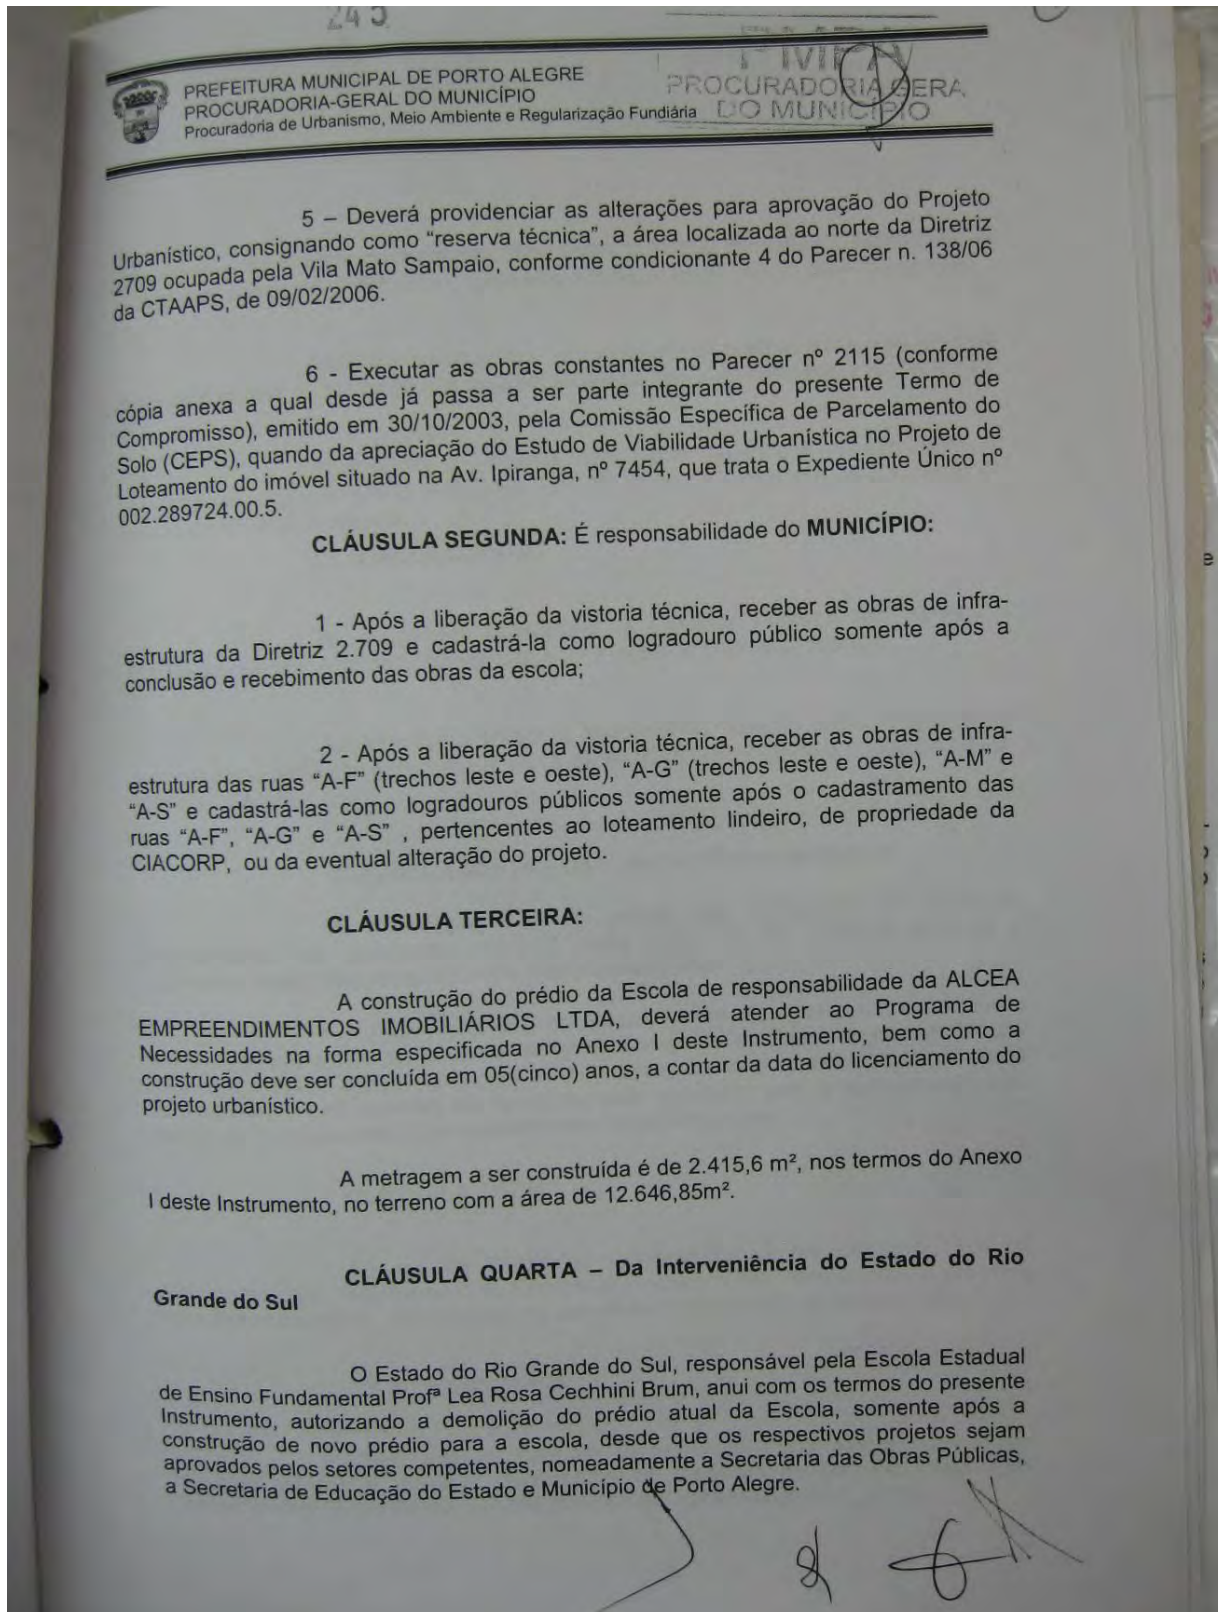 245
PMPA
PROCURADORIA GERA
DO MUNICÍPIO
PREFEITURA MUNICIPAL DE PORTO ALEGRE
PROCURADORIA-GERAL DO MUNICÍPIO
Procuradoria de Urbanismo, Meio Ambiente e Regularização Fundiária
5 – Deverá providenciar as alterações para aprovação do Projeto
Urbanístico, consignando como “reserva técnica”, a área localizada ao norte da Diretriz
2709 ocupada pela Vila Mato Sampaio, conforme condicionante 4 do Parecer n. 138/06
da CTAAPS, de 09/02/2006.
6 - Executar as obras constantes no Parecer nº 2115 (conforme
cópia anexa a qual desde já passa a ser parte integrante do presente Termo de
Compromisso), emitido em 30/10/2003, pela Comissão Específica de Parcelamento do
Solo (CEPS), quando da apreciação do Estudo de Viabilidade Urbanística no Projeto de
Loteamento do imóvel situado na Av. Ipiranga, nº 7454, que trata o Expediente Único nº
002.289724.00.5.
CLÁUSULA SEGUNDA: É responsabilidade do MUNICÍPIO:
1 - Após a liberação da vistoria técnica, receber as obras de infra-
estrutura da Diretriz 2.709 e cadastrá-la como logradouro público somente após a
conclusão e recebimento das obras da escola;
2 - Após a liberação da vistoria técnica, receber as obras de infra-
estrutura das ruas “A-F” (trechos leste e oeste), “A-G” (trechos leste e oeste), “A-M” e
“A-S” e cadastrá-las como logradouros públicos somente após o cadastramento das
ruas “A-F”, “A-G” e “A-S” , pertencentes ao loteamento lindeiro, de propriedade da
CIACORP, ou da eventual alteração do projeto.
CLÁUSULA TERCEIRA:
A construção do prédio da Escola de responsabilidade da ALCEA
EMPREENDIMENTOS IMOBILIÁRIOS LTDA, deverá atender ao Programa de
Necessidades na forma especificada no Anexo I deste Instrumento, bem como a
construção deve ser concluída em 05(cinco) anos, a contar da data do licenciamento do
projeto urbanístico.
A metragem a ser construída é de 2.415,6 m², nos termos do Anexo
I deste Instrumento, no terreno com a área de 12.646,85m².
CLÁUSULA QUARTA – Da Interveniência do Estado do Rio
Grande do Sul
O Estado do Rio Grande do Sul, responsável pela Escola Estadual
de Ensino Fundamental Profª Lea Rosa Cechhini Brum, anui com os termos do presente
Instrumento, autorizando a demolição do prédio atual da Escola, somente após a
construção de novo prédio para a escola, desde que os respectivos projetos sejam
aprovados pelos setores competentes, nomeadamente a Secretaria das Obras Públicas,
a Secretaria de Educação do Estado e Município de Porto Alegre.